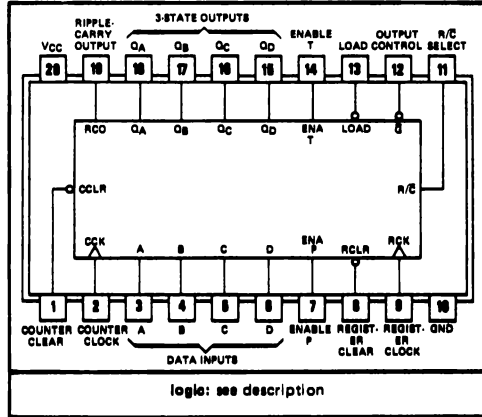 3-STATE OUTPUTS
RIPPLE-
CARRY
OUTPUT
VCC
QA QB QC QD
ENABLE
T
LOAD
OUTPUT
CONTROL
R/C̅
SELECT
20 19 18 17 16 15 14 13 12 11
RCO QA QB QC QD ENA
T
LOAD G̅
CCLR R/C̅
CCK A B C D ENA
P
RCLR RCK
1 2 3 4 5 6 7 8 9 10
COUNTER
CLEAR
COUNTER
CLOCK
A B C D
ENABLE
P
REGIST-
ER
CLEAR
REGIST-
ER
CLOCK
GND
DATA INPUTS
logic: see description